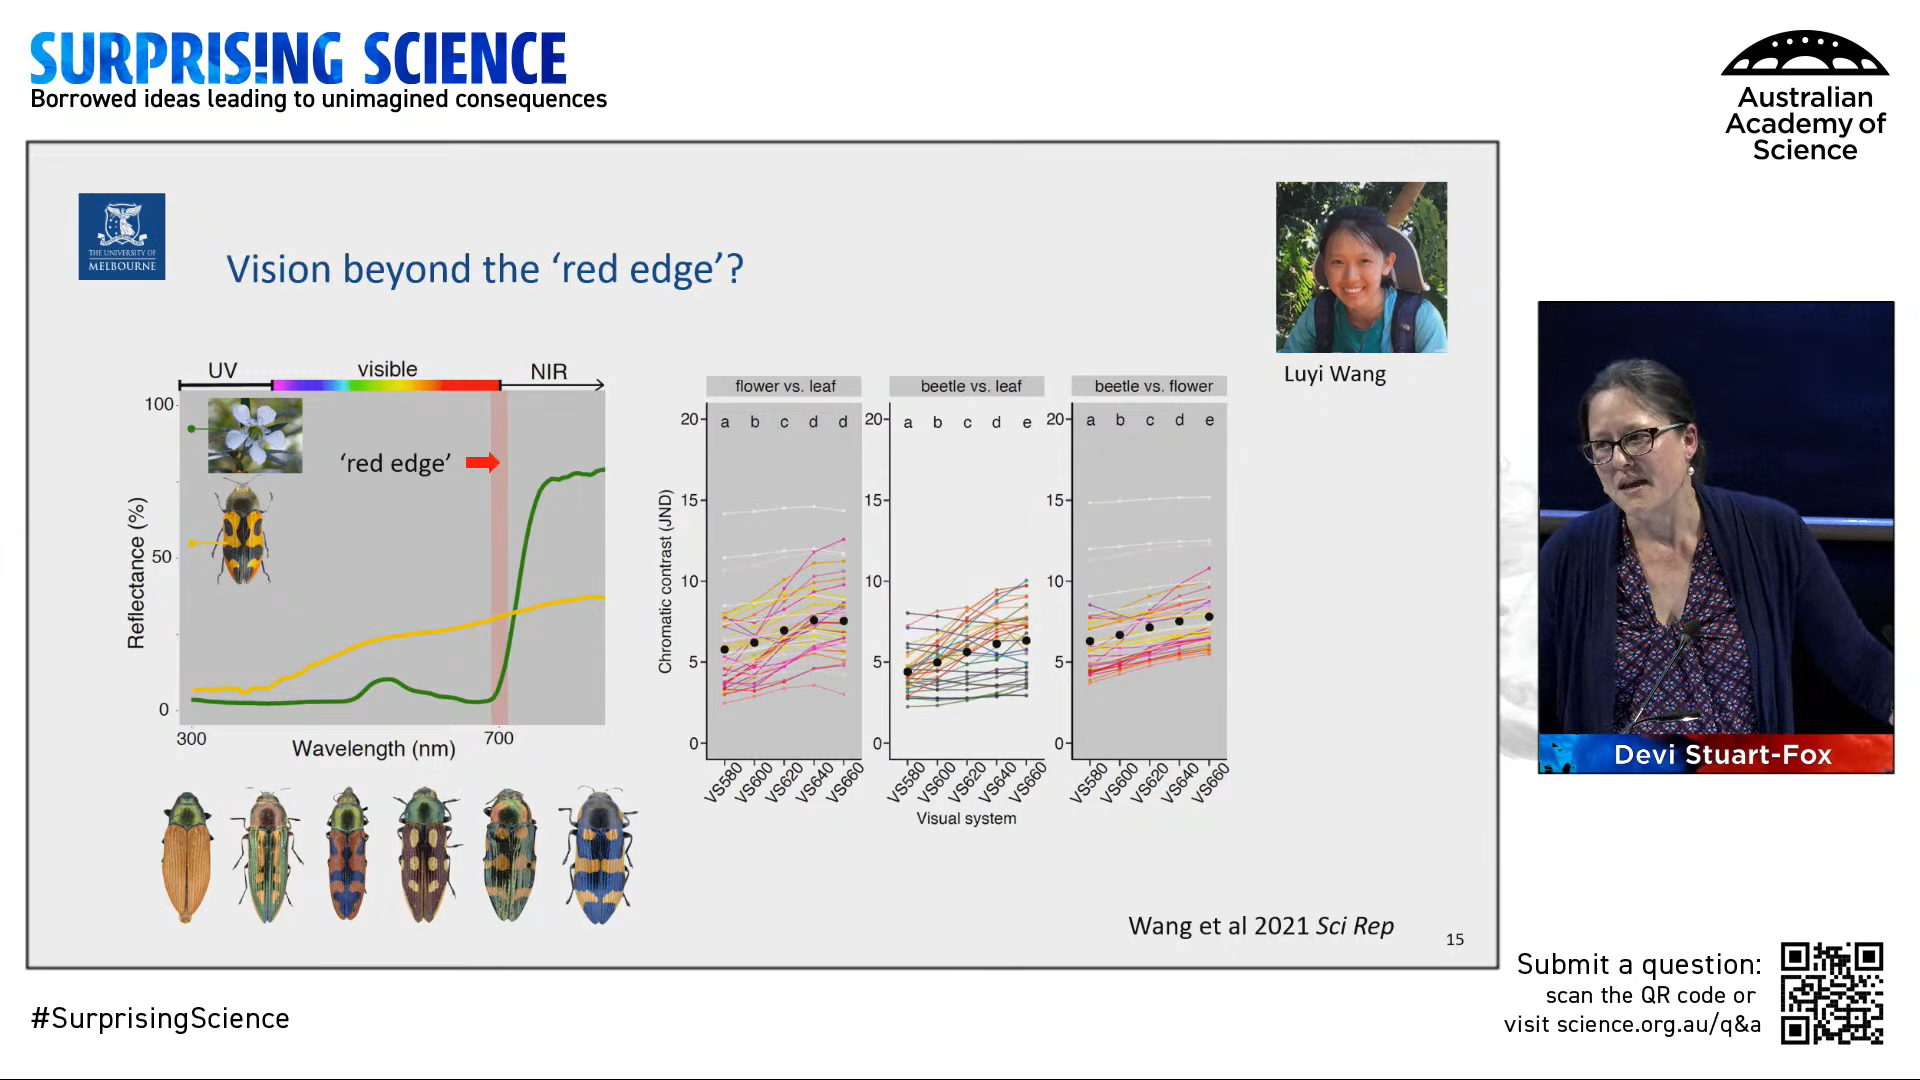 SURPRIS!NG SCIENCE
Borrowed ideas leading to unimagined consequences
Australian
Academy of
Science
THE UNIVERSITY OF
MELBOURNE
Vision beyond the ‘red edge’?
Luyi Wang
UV visible NIR
100
50
0
Reflectance (%)
‘red edge’
300 700
Wavelength (nm)
flower vs. leaf
beetle vs. leaf
beetle vs. flower
20 15 10 5 0
a b c d d
20 15 10 5 0
a b c d e
20 15 10 5 0
a b c d e
Chromatic contrast (JND)
VS580 VS600 VS620 VS640 VS660
VS580 VS600 VS620 VS640 VS660
VS580 VS600 VS620 VS640 VS660
Visual system
Wang et al 2021 Sci Rep
15
Devi Stuart-Fox
#SurprisingScience
Submit a question:
scan the QR code or
visit science.org.au/q&a